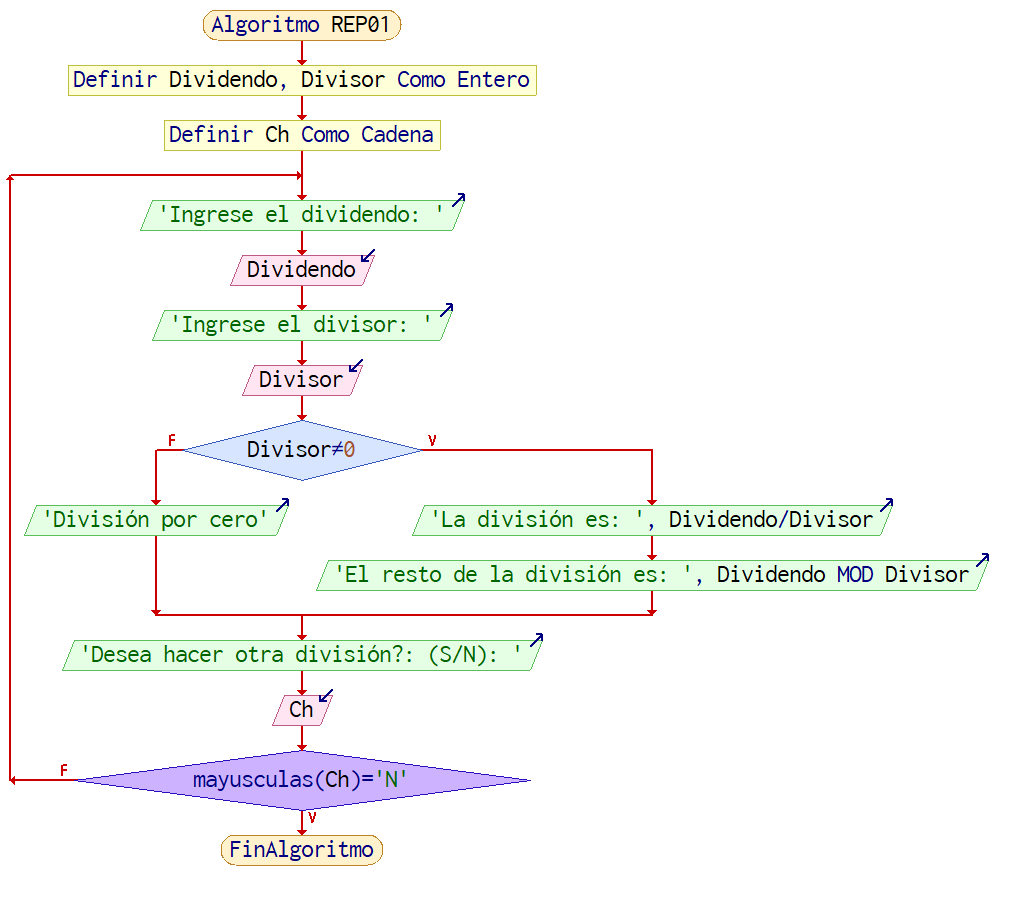 Algoritmo REP01
Definir Dividendo, Divisor Como Entero
Definir Ch Como Cadena
'Ingrese el dividendo: '
Dividendo
'Ingrese el divisor: '
Divisor
F
Divisor≠0
V
'División por cero'
'La división es: ', Dividendo/Divisor
'El resto de la división es: ', Dividendo MOD Divisor
'Desea hacer otra división?: (S/N): '
Ch
F
mayusculas(Ch)='N'
V
FinAlgoritmo